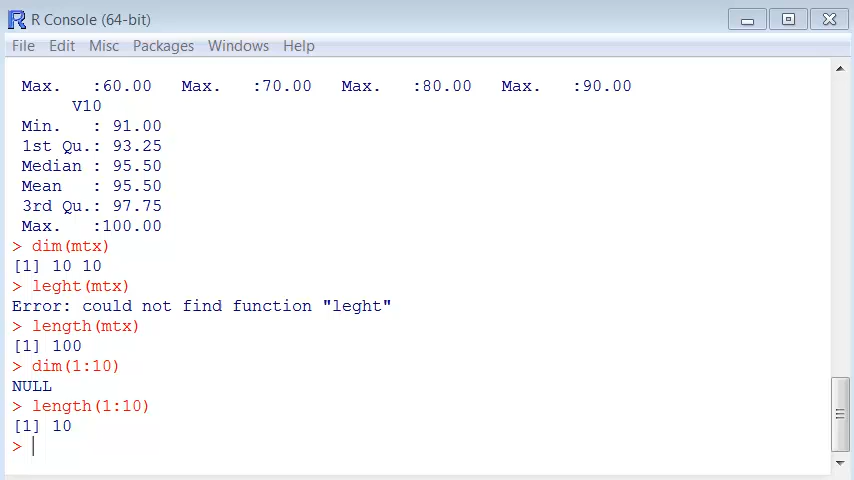 R Console (64-bit)
File Edit Misc Packages Windows Help
Max. :60.00 Max. :70.00 Max. :80.00 Max. :90.00
V10
Min. : 91.00
1st Qu.: 93.25
Median : 95.50
Mean : 95.50
3rd Qu.: 97.75
Max. :100.00
> dim(mtx)
[1] 10 10
> leght(mtx)
Error: could not find function "leght"
> length(mtx)
[1] 100
> dim(1:10)
NULL
> length(1:10)
[1] 10
>